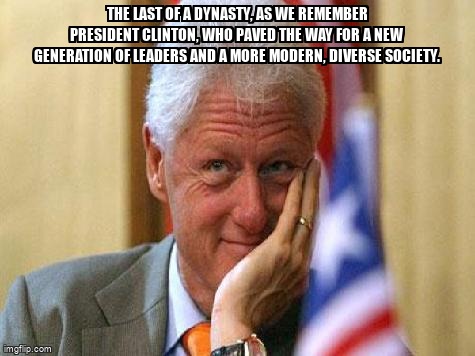 THE LAST OF A DYNASTY, AS WE REMEMBER
PRESIDENT CLINTON, WHO PAVED THE WAY FOR A NEW
GENERATION OF LEADERS AND A MORE MODERN, DIVERSE SOCIETY.
imgflip.com